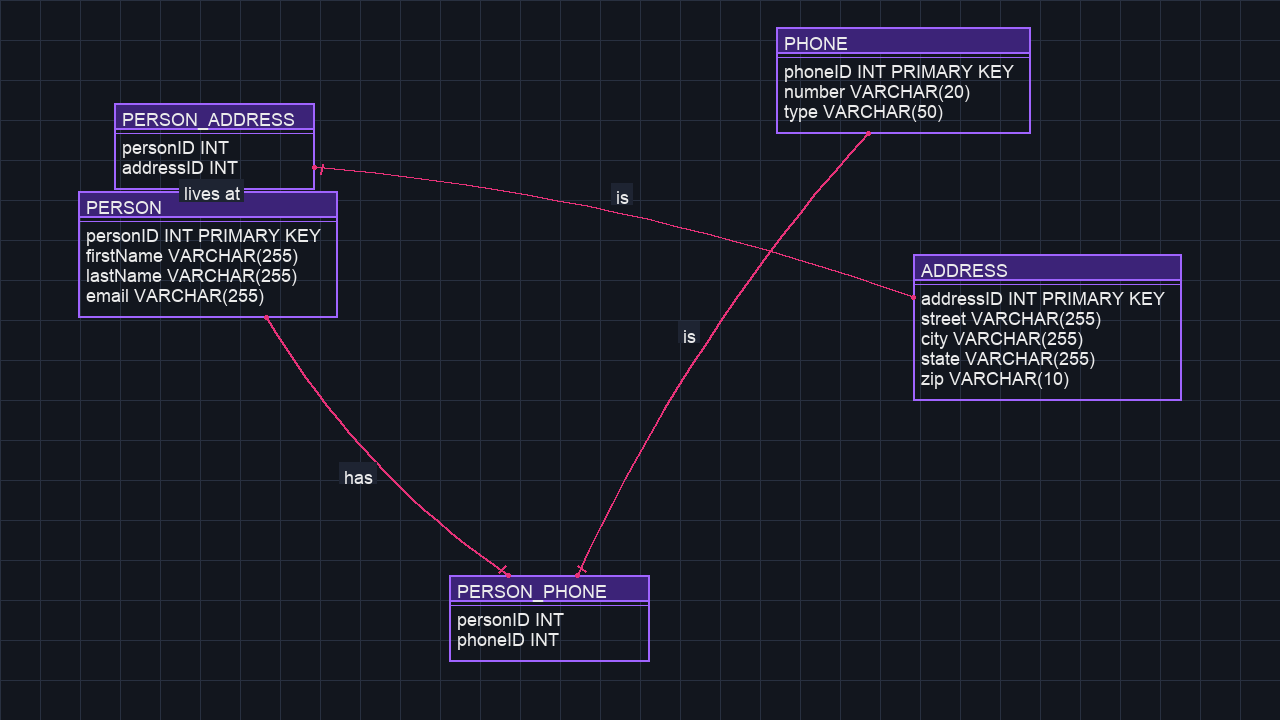 PHONE
phoneID INT PRIMARY KEY
number VARCHAR(20)
type VARCHAR(50)
PERSON_ADDRESS
personID INT
addressID INT
lives at
is
PERSON
personID INT PRIMARY KEY
firstName VARCHAR(255)
lastName VARCHAR(255)
email VARCHAR(255)
ADDRESS
addressID INT PRIMARY KEY
street VARCHAR(255)
city VARCHAR(255)
state VARCHAR(255)
zip VARCHAR(10)
is
has
PERSON_PHONE
personID INT
phoneID INT